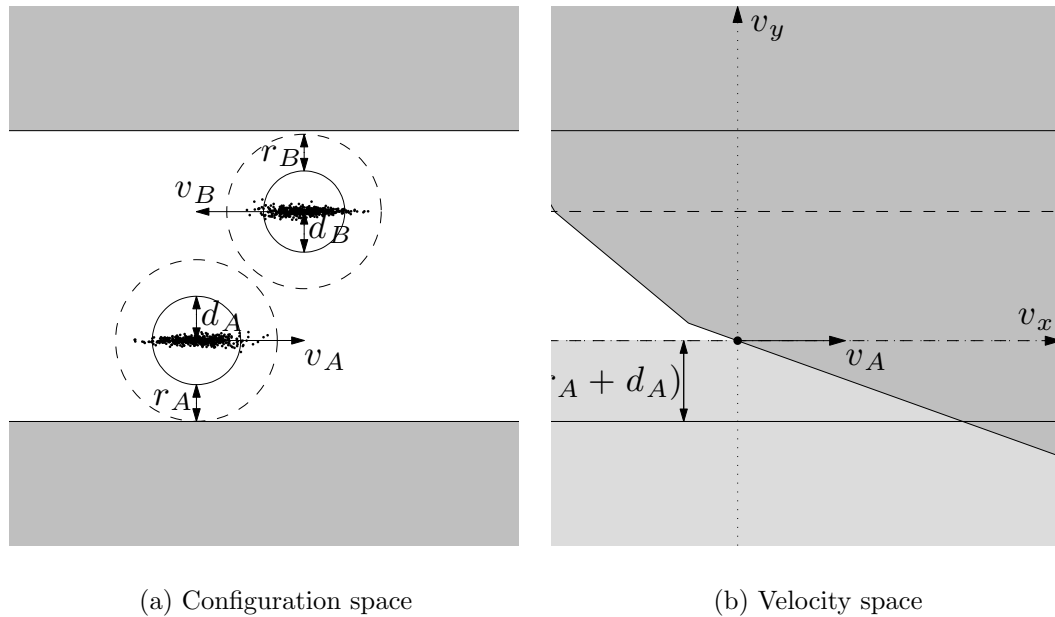 r_B
v_B
d_B
d_A
v_A
r_A
v_y
v_x
v_A
r_A + d_A)
(a) Configuration space
(b) Velocity space